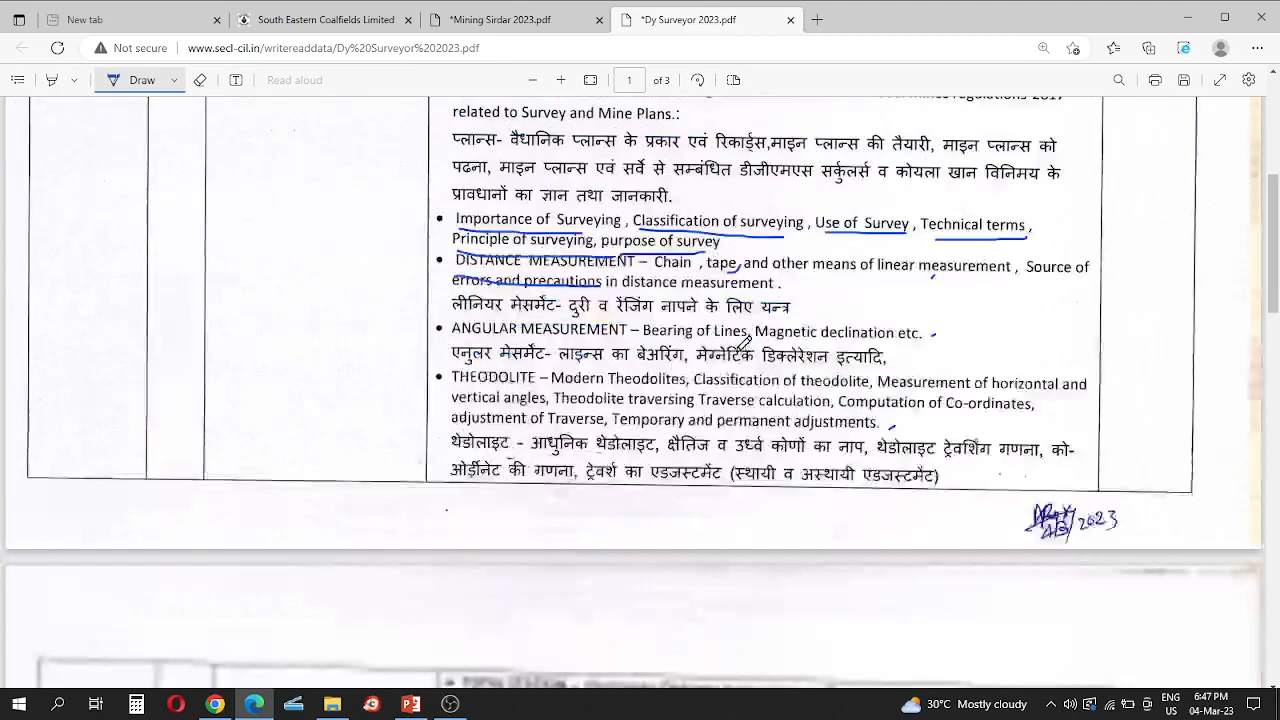 New tab
South Eastern Coalfields Limited
*Mining Sirdar 2023.pdf
*Dy Surveyor 2023.pdf
Not secure
www.secl-cil.in/writereaddata/Dy%20Surveyor%202023.pdf
Draw
Read aloud
1 of 3
related to Survey and Mine Plans.:
प्लान्स- वैधानिक प्लान्स के प्रकार एवं रिकार्ड्स,माइन प्लान्स की तैयारी, माइन प्लान्स को
पढना, माइन प्लान्स एवं सर्वे से सम्बंधित डीजीएमएस सर्कुलर्स व कोयला खान विनिमय के
प्रावधानों का ज्ञान तथा जानकारी.
• Importance of Surveying , Classification of surveying, Use of Survey , Technical terms ,
Principle of surveying, purpose of survey
• DISTANCE MEASUREMENT – Chain , tape, and other means of linear measurement , Source of
errors and precautions in distance measurement .
लीनियर मेसर्मेंट- दुरी व रेंजिंग नापने के लिए यन्त्र
• ANGULAR MEASUREMENT – Bearing of Lines, Magnetic declination etc.
एनुलर मेसर्मेंट- लाइन्स का बेअरिंग, मेग्नेटिक डिक्लेरेशन इत्यादि,
• THEODOLITE – Modern Theodolites, Classification of theodolite, Measurement of horizontal and
vertical angles, Theodolite traversing Traverse calculation, Computation of Co-ordinates,
adjustment of Traverse, Temporary and permanent adjustments.
थेडोलाइट - आधुनिक थेडोलाइट, क्षैतिज व उर्ध्व कोणों का नाप, थेडोलाइट ट्रेवर्शिंग गणना, को-
ओर्डीनेट की गणना, ट्रेवर्श का एडजस्टमेंट (स्थायी व अस्थायी एडजस्टमेंट)
2023
30°C Mostly cloudy
ENG
US
6:47 PM
04-Mar-23